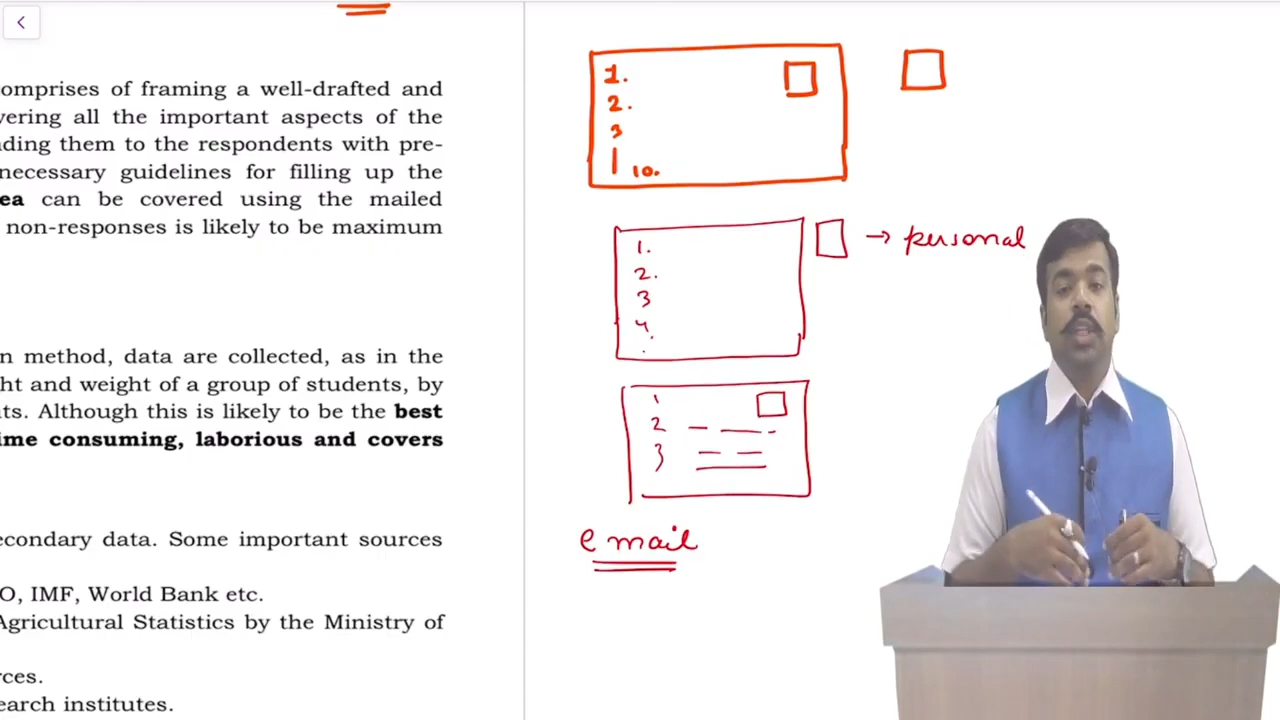 omprises of framing a well-drafted and
vering all the important aspects of the
ding them to the respondents with pre-
necessary guidelines for filling up the
ea can be covered using the mailed
non-responses is likely to be maximum
n method, data are collected, as in the
ht and weight of a group of students, by
ts. Although this is likely to be the best
ime consuming, laborious and covers
econdary data. Some important sources
O, IMF, World Bank etc.
Agricultural Statistics by the Ministry of
rces.
earch institutes.
1.
2.
3
10.
1.
2.
3
4.
→ personal
1
2
3
e mail